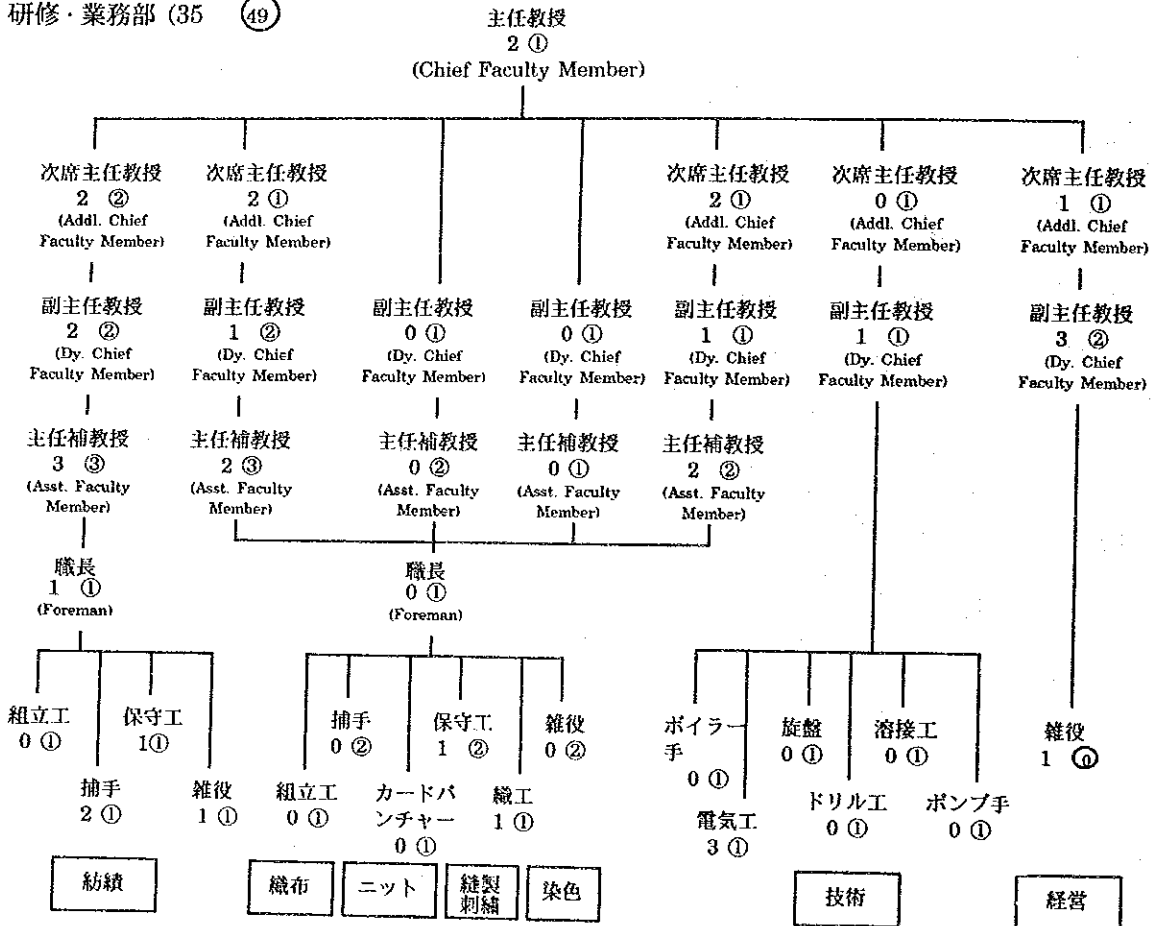 研修・業務部 (35 ㊾
主任教授
2 ①
(Chief Faculty Member)
次席主任教授
2 ②
(Addl. Chief
Faculty Member)
次席主任教授
2 ①
(Addl. Chief
Faculty Member)
次席主任教授
2 ①
(Addl. Chief
Faculty Member)
次席主任教授
0 ①
(Addl. Chief
Faculty Member)
次席主任教授
1 ①
(Addl. Chief
Faculty Member)
副主任教授
2 ②
(Dy. Chief
Faculty Member)
副主任教授
1 ②
(Dy. Chief
Faculty Member)
副主任教授
0 ①
(Dy. Chief
Faculty Member)
副主任教授
0 ①
(Dy. Chief
Faculty Member)
副主任教授
1 ①
(Dy. Chief
Faculty Member)
副主任教授
1 ①
(Dy. Chief
Faculty Member)
副主任教授
3 ②
(Dy. Chief
Faculty Member)
主任補教授
3 ③
(Asst. Faculty
Member)
主任補教授
2 ③
(Asst. Faculty
Member)
主任補教授
0 ②
(Asst. Faculty
Member)
主任補教授
0 ①
(Asst. Faculty
Member)
主任補教授
2 ②
(Asst. Faculty
Member)
職長
1 ①
(Foreman)
職長
0 ①
(Foreman)
組立工
0 ①
捕手
2 ①
保守工
1①
雑役
1 ①
組立工
0 ①
捕手
0 ②
カードパ
ンチャー
0 ①
保守工
1 ②
織工
1 ①
雑役
0 ②
ボイラー
手
0 ①
電気工
3 ①
旋盤
0 ①
ドリル工
0 ①
溶接工
0 ①
ポンプ手
0 ①
雑役
1 ⓪
紡績
織布
ニット
縫製
刺繍
染色
技術
経営